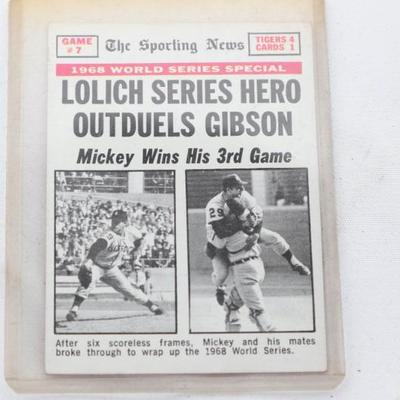 GAME
#7
The Sporting News
TIGERS 4
CARDS 1
1968 WORLD SERIES SPECIAL
LOLICH SERIES HERO
OUTDUELS GIBSON
Mickey Wins His 3rd Game
29
After six scoreless frames, Mickey and his mates
broke through to wrap up the 1968 World Series.